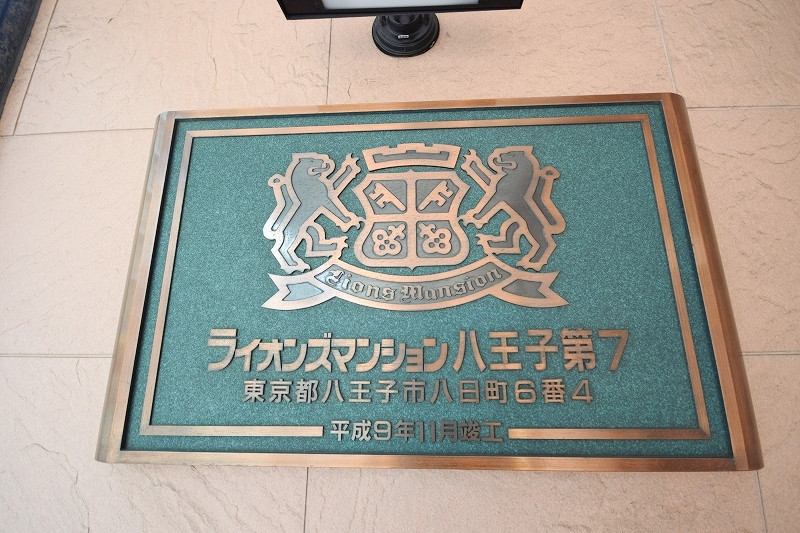 Lions Mansion
ライオンズマンション八王子第7
東京都八王子市八日町6番4
平成9年11月竣工